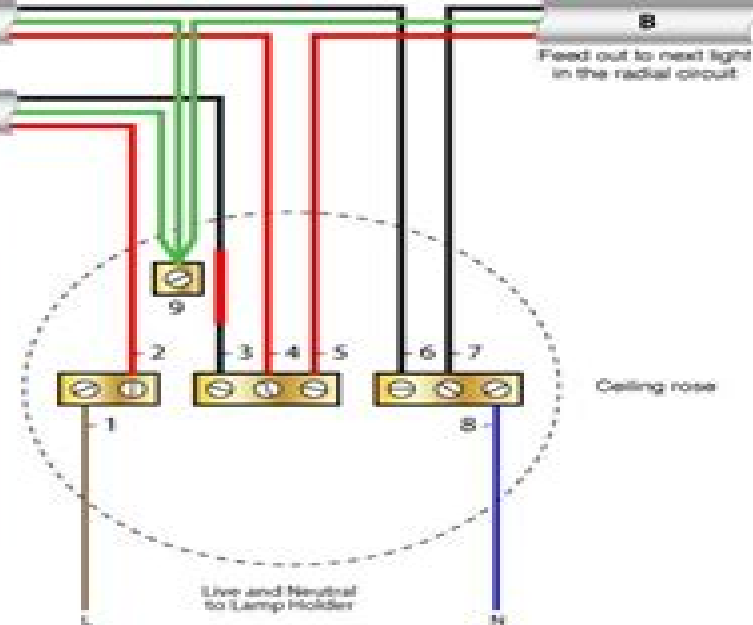 B
Feed out to next light
in the radial circuit
9
2
3
4
5
6
7
Ceiling rose
1
8
Live and Neutral
to Lamp Holder
L
N